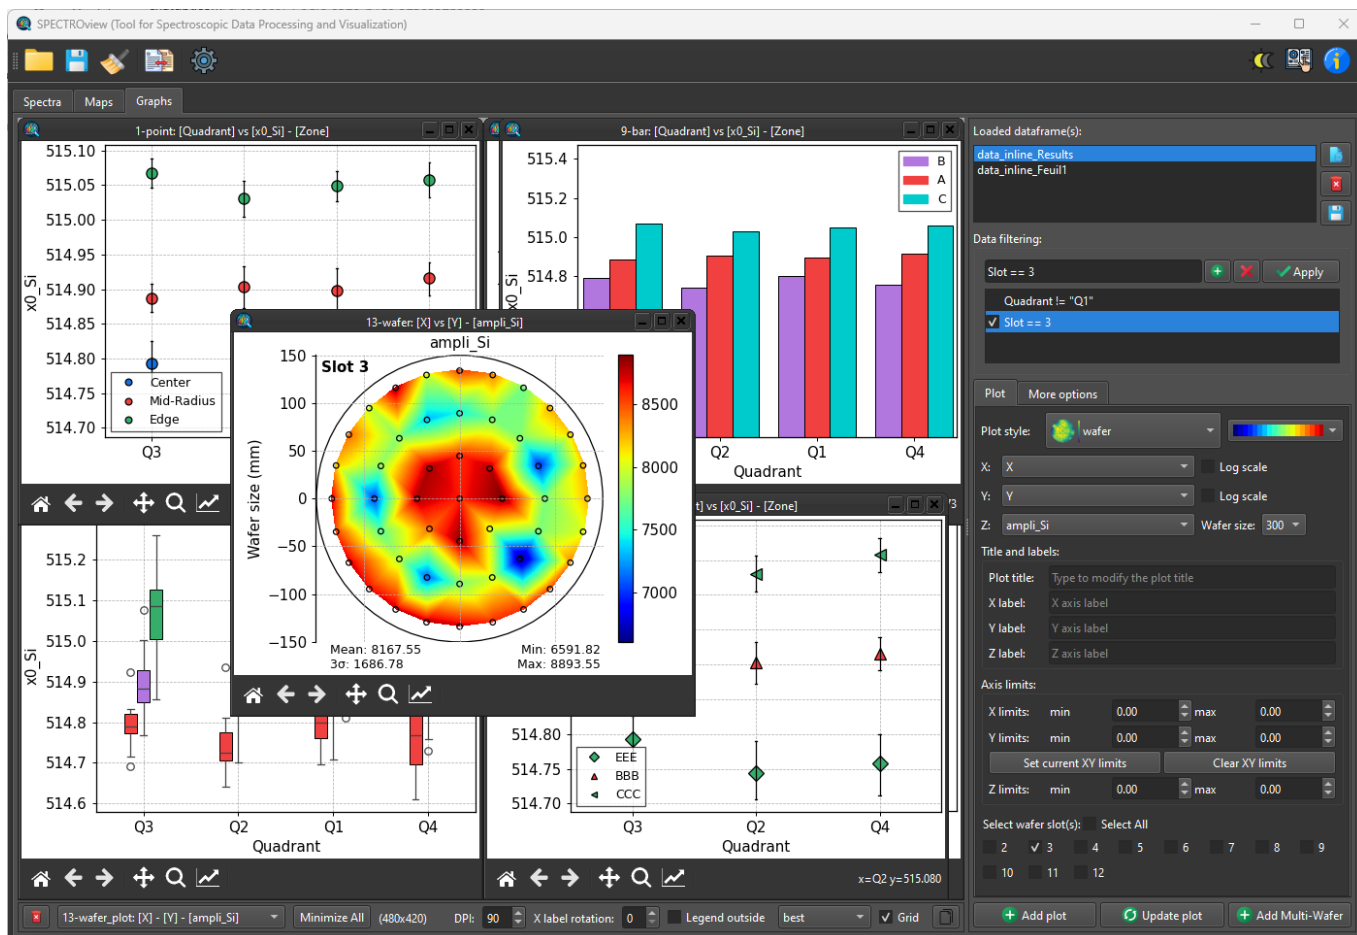 SPECTROview (Tool for Spectroscopic Data Processing and Visualization)
Spectra
Maps
Graphs
1-point: [Quadrant] vs [x0_Si] - [Zone]
515.10
515.05
515.00
514.95
514.90
514.85
514.80
514.75
514.70
x0_Si
Center
Mid-Radius
Edge
Q3
9-bar: [Quadrant] vs [x0_Si] - [Zone]
515.4
515.2
515.0
514.8
B
A
C
Q2
Q1
Q4
Quadrant
13-wafer: [X] vs [Y] - [ampli_Si]
ampli_Si
Slot 3
150
100
50
0
−50
−100
−150
Wafer size (mm)
8500
8000
7500
7000
Mean: 8167.55
3σ: 1686.78
Min: 6591.82
Max: 8893.55
515.2
515.1
515.0
514.9
514.8
514.7
514.6
x0_Si
Q3
Q2
Q1
Q4
Quadrant
t] vs [x0_Si] - [Zone]
514.80
514.75
514.70
EEE
BBB
CCC
Q3
Q2
Q4
Quadrant
x=Q2 y=515.080
13-wafer_plot: [X] - [Y] - [ampli_Si]
Minimize All
(480x420)
DPI:
90
X label rotation:
0
Legend outside
best
Grid
Loaded dataframe(s):
data_inline_Results
data_inline_Feuil1
Data filtering:
Slot == 3
Apply
Quadrant != "Q1"
Slot == 3
Plot
More options
Plot style:
wafer
X:
X
Log scale
Y:
Y
Log scale
Z:
ampli_Si
Wafer size:
300
Title and labels:
Plot title:
Type to modify the plot title
X label:
X axis label
Y label:
Y axis label
Z label:
Z axis label
Axis limits:
X limits: min 0.00 max 0.00
Y limits: min 0.00 max 0.00
Set current XY limits
Clear XY limits
Z limits: min 0.00 max 0.00
Select wafer slot(s):
Select All
2 3 4 5 6 7 8 9
10 11 12
Add plot
Update plot
Add Multi-Wafer